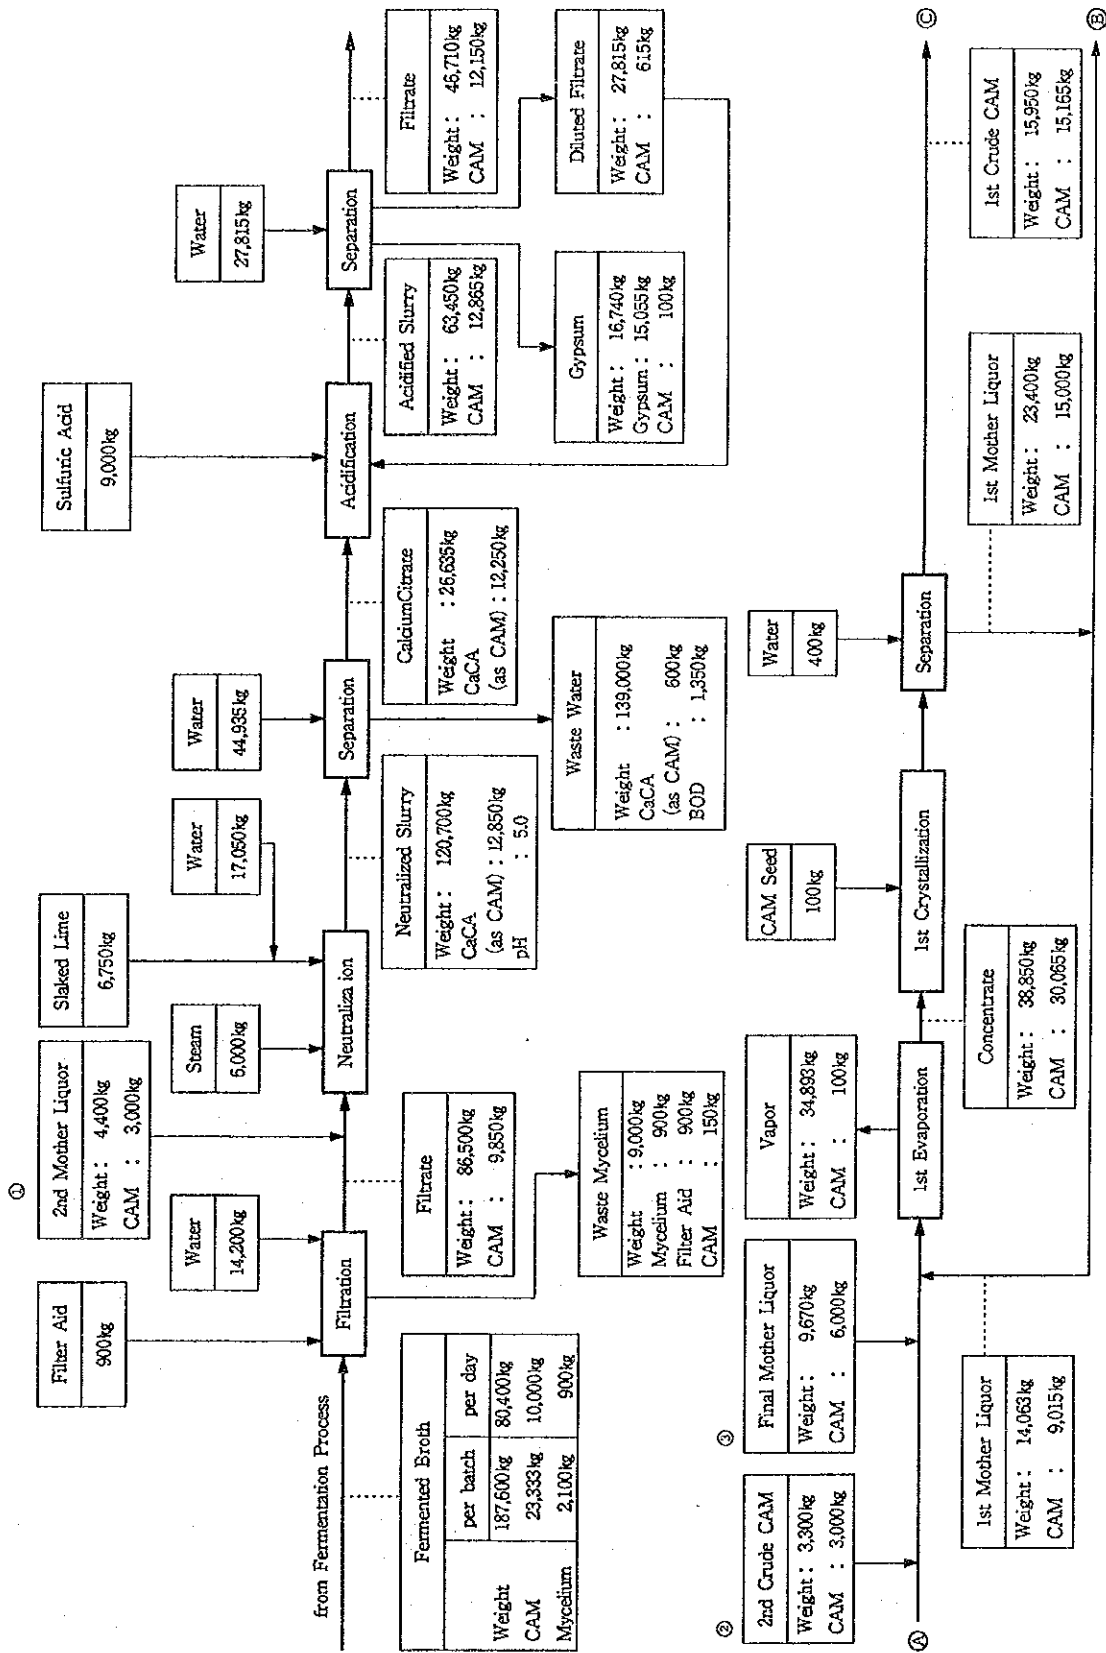 from Fermentation Process
Fermented Broth
per batch per day
Weight 187,600kg 80,400kg
CAM 23,333kg 10,000kg
Mycelium 2,100kg 900kg
Filter Aid
900kg
Water
14,200kg
Filtration
Filtrate
Weight : 86,500kg
CAM : 9,850kg
Waste Mycelium
Weight : 9,000kg
Mycelium : 900kg
Filter Aid : 900kg
CAM : 150kg
①
2nd Mother Liquor
Weight : 4,400kg
CAM : 3,000kg
Steam
6,000kg
Slaked Lime
6,750kg
Water
17,050kg
Neutraliza ion
Neutralized Slurry
Weight : 120,700kg
CaCA
(as CAM) : 12,850kg
pH : 5.0
Water
44,935kg
Separation
Waste Water
Weight : 139,000kg
CaCA
(as CAM) : 600kg
BOD : 1,350kg
CalciumCitrate
Weight : 26,635kg
CaCA
(as CAM) : 12,250kg
Sulfuric Acid
9,000kg
Acidification
Acidified Slurry
Weight : 63,450kg
CAM : 12,865kg
Water
27,815kg
Separation
Gypsum
Weight : 16,740kg
Gypsum : 15,055kg
CAM : 100kg
Filtrate
Weight : 46,710kg
CAM : 12,150kg
Diluted Filtrate
Weight : 27,815kg
CAM : 615kg
Ⓐ
②
2nd Crude CAM
Weight : 3,300kg
CAM : 3,000kg
③
Final Mother Liquor
Weight : 9,670kg
CAM : 6,000kg
1st Mother Liquor
Weight : 14,063kg
CAM : 9,015kg
Vapor
Weight : 34,893kg
CAM : 100kg
1st Evaporation
Concentrate
Weight : 38,850kg
CAM : 30,065kg
CAM Seed
100kg
1st Crystallization
Water
400kg
Separation
1st Mother Liquor
Weight : 23,400kg
CAM : 15,000kg
1st Crude CAM
Weight : 15,950kg
CAM : 15,165kg
Ⓒ
Ⓑ